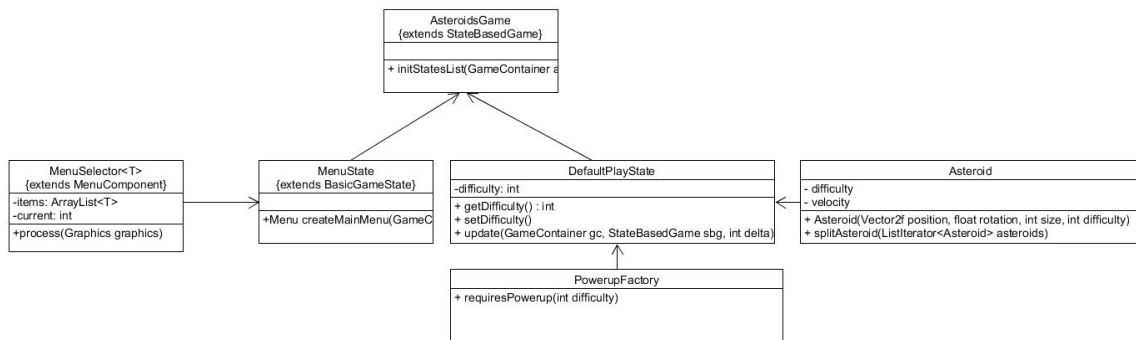 AsteroidsGame
{extends StateBasedGame}
+ initStatesList(GameContainer a
MenuSelector<T>
{extends MenuComponent}
-items: ArrayList<T>
-current: int
+process(Graphics graphics)
MenuState
{extends BasicGameState}
+Menu createMainMenu(GameC
DefaultPlayState
-difficulty: int
+ getDifficulty() : int
+ setDifficulty()
+ update(GameContainer gc, StateBasedGame sbg, int delta)
Asteroid
- difficulty
- velocity
+ Asteroid(Vector2f position, float rotation, int size, int difficulty)
+ splitAsteroid(ListIterator<Asteroid> asteroids)
PowerupFactory
+ requiresPowerup(int difficulty)